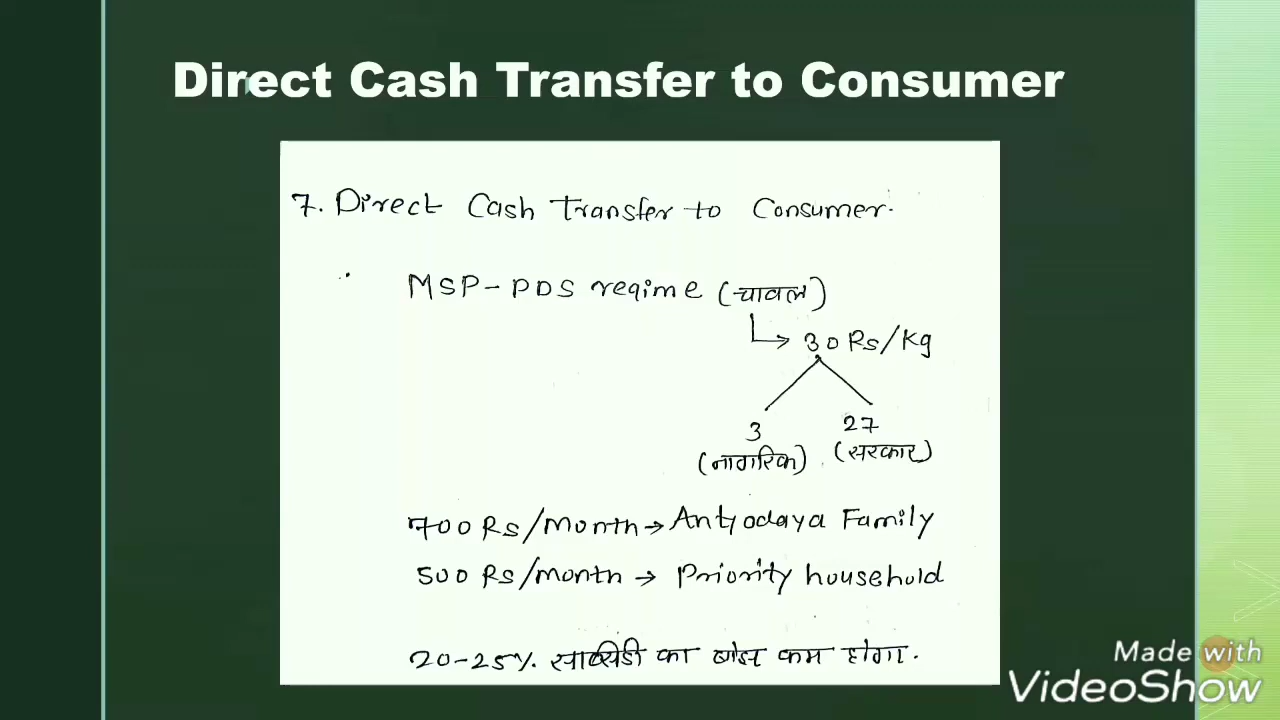 Direct Cash Transfer to Consumer
7. Direct Cash Transfer to Consumer.
MSP-PDS regime (चावल)
30 Rs/Kg
3 27
(नागरिक) (सरकार)
700 Rs/month → Antyodaya Family
500 Rs/month → Priority household
20-25% सब्सिडी का बोझ कम होगा.
Made with
VideoShow